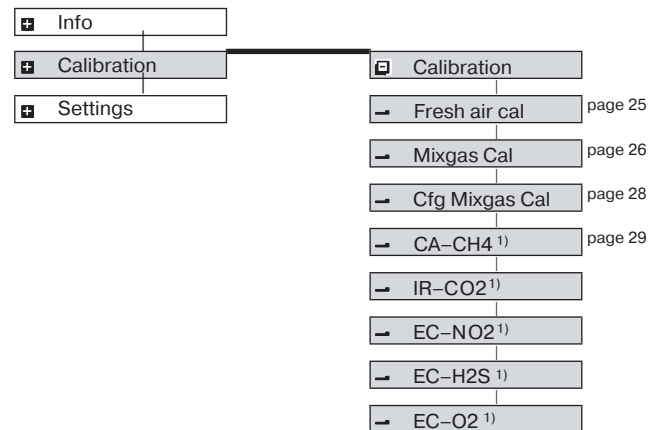 Info
Calibration
Settings
Calibration
Fresh air cal page 25
Mixgas Cal page 26
Cfg Mixgas Cal page 28
CA–CH4 1) page 29
IR–CO2 1)
EC–NO2 1)
EC–H2S 1)
EC–O2 1)